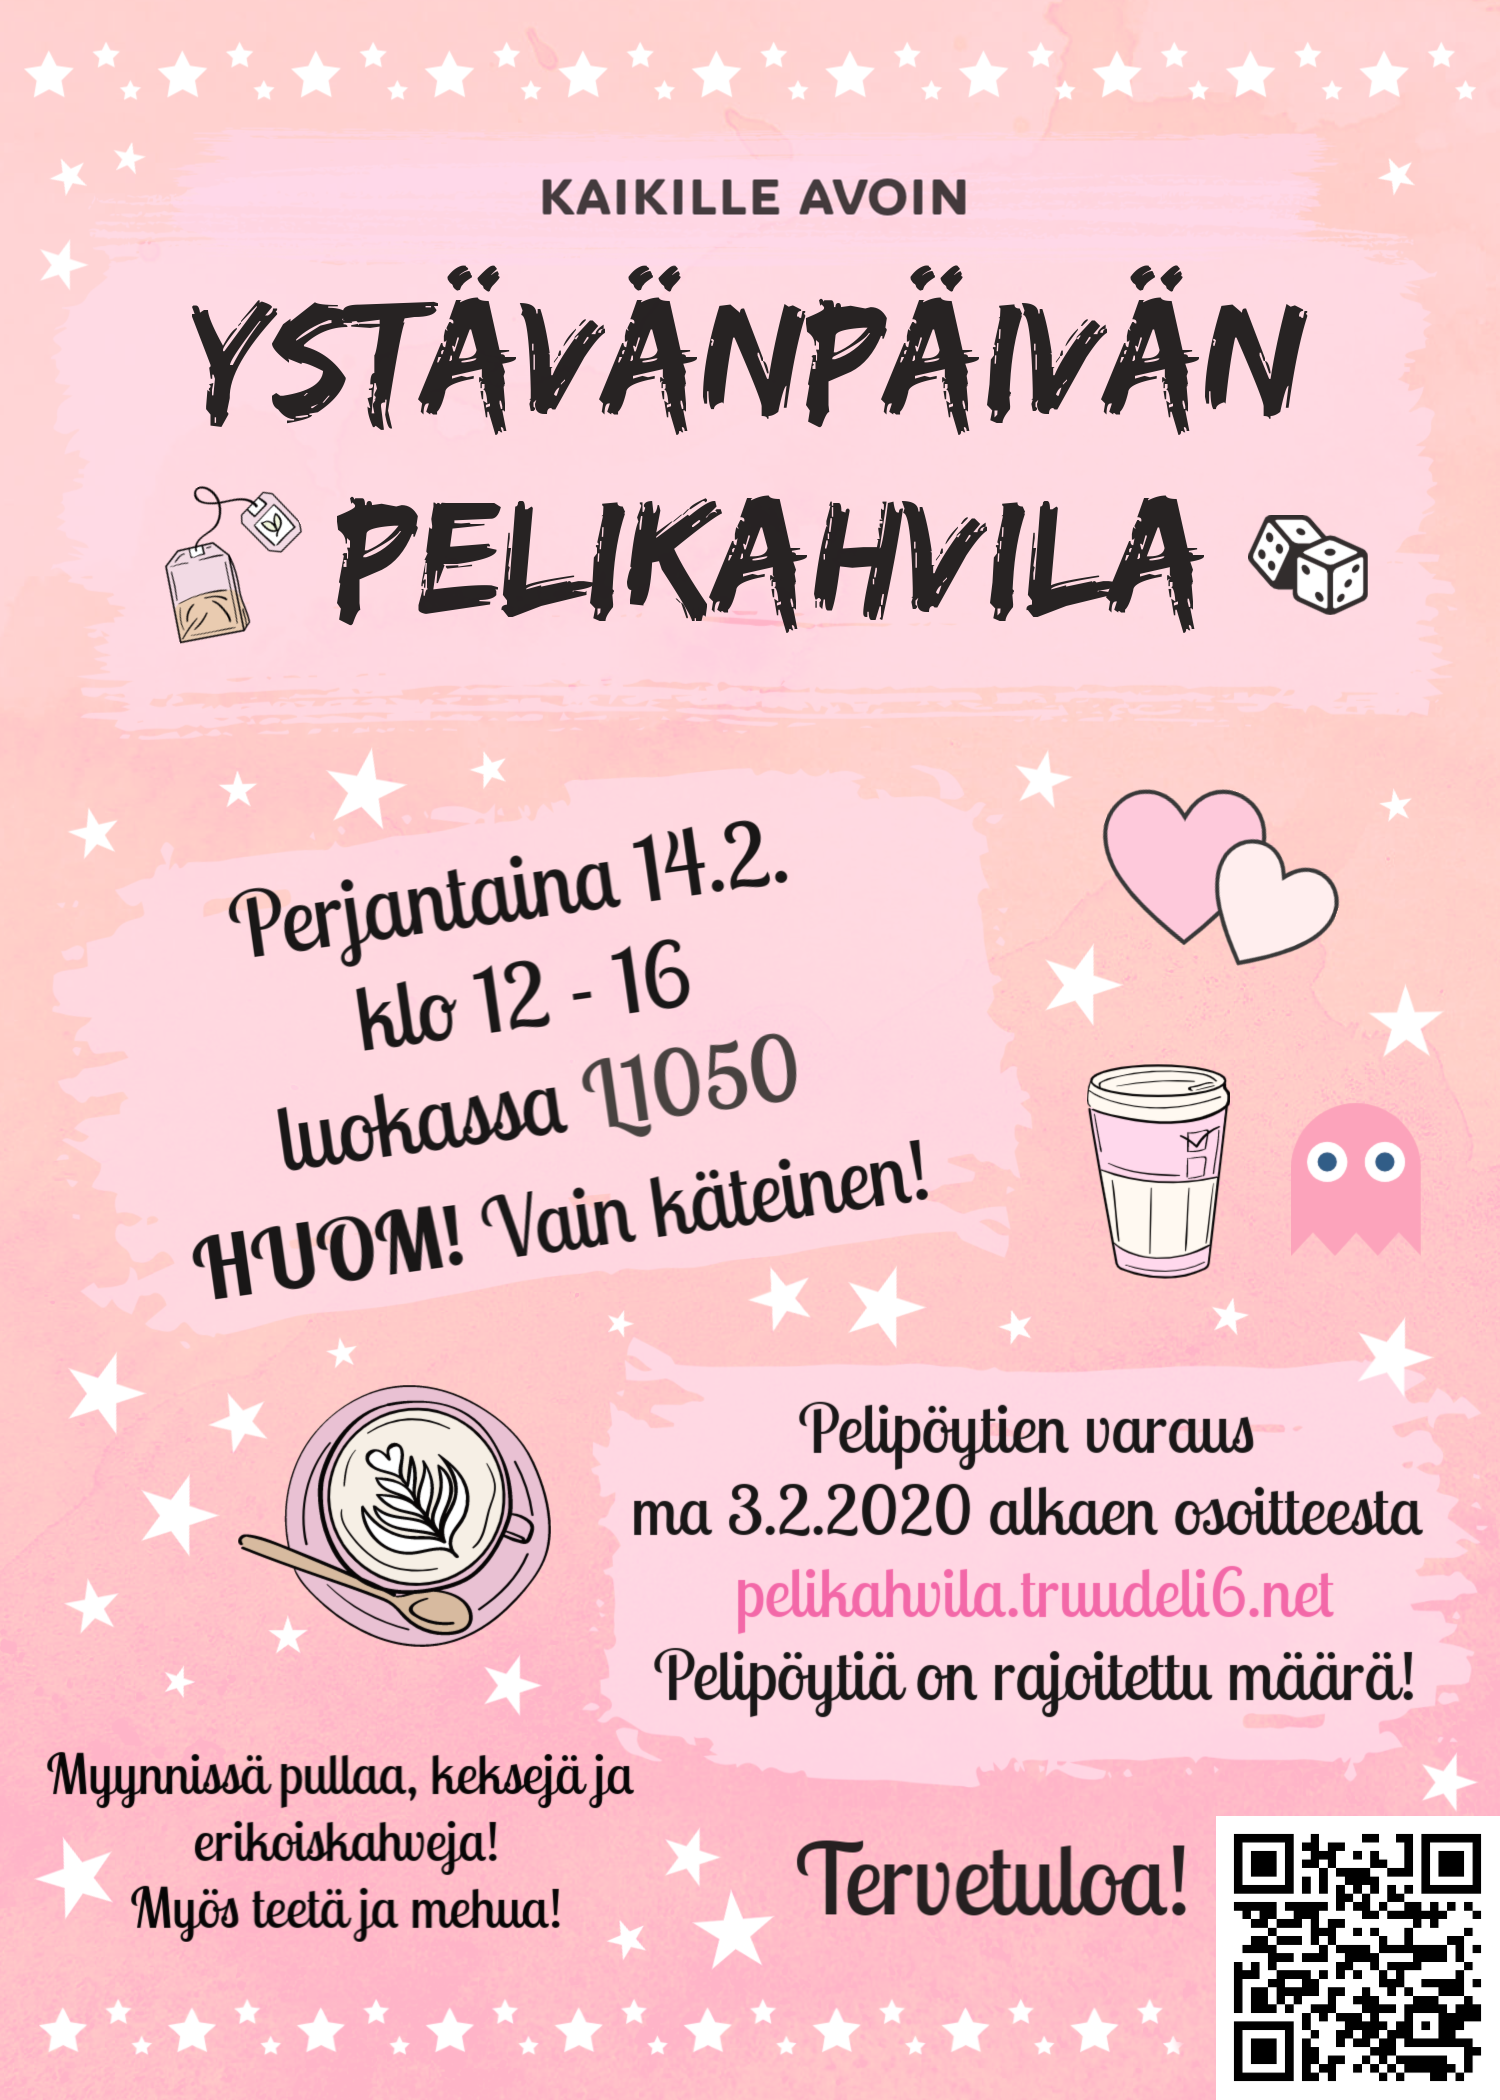 KAIKILLE AVOIN
YSTÄVÄNPÄIVÄN
PELIKAHVILA
Perjantaina 14.2.
klo 12 - 16
luokassa L1050
HUOM! Vain käteinen!
Pelipöytien varaus
ma 3.2.2020 alkaen osoitteesta
pelikahvila.truudeli6.net
Pelipöytiä on rajoitettu määrä!
Myynnissä pullaa, keksejä ja
erikoiskahveja!
Myös teetä ja mehua!
Tervetuloa!